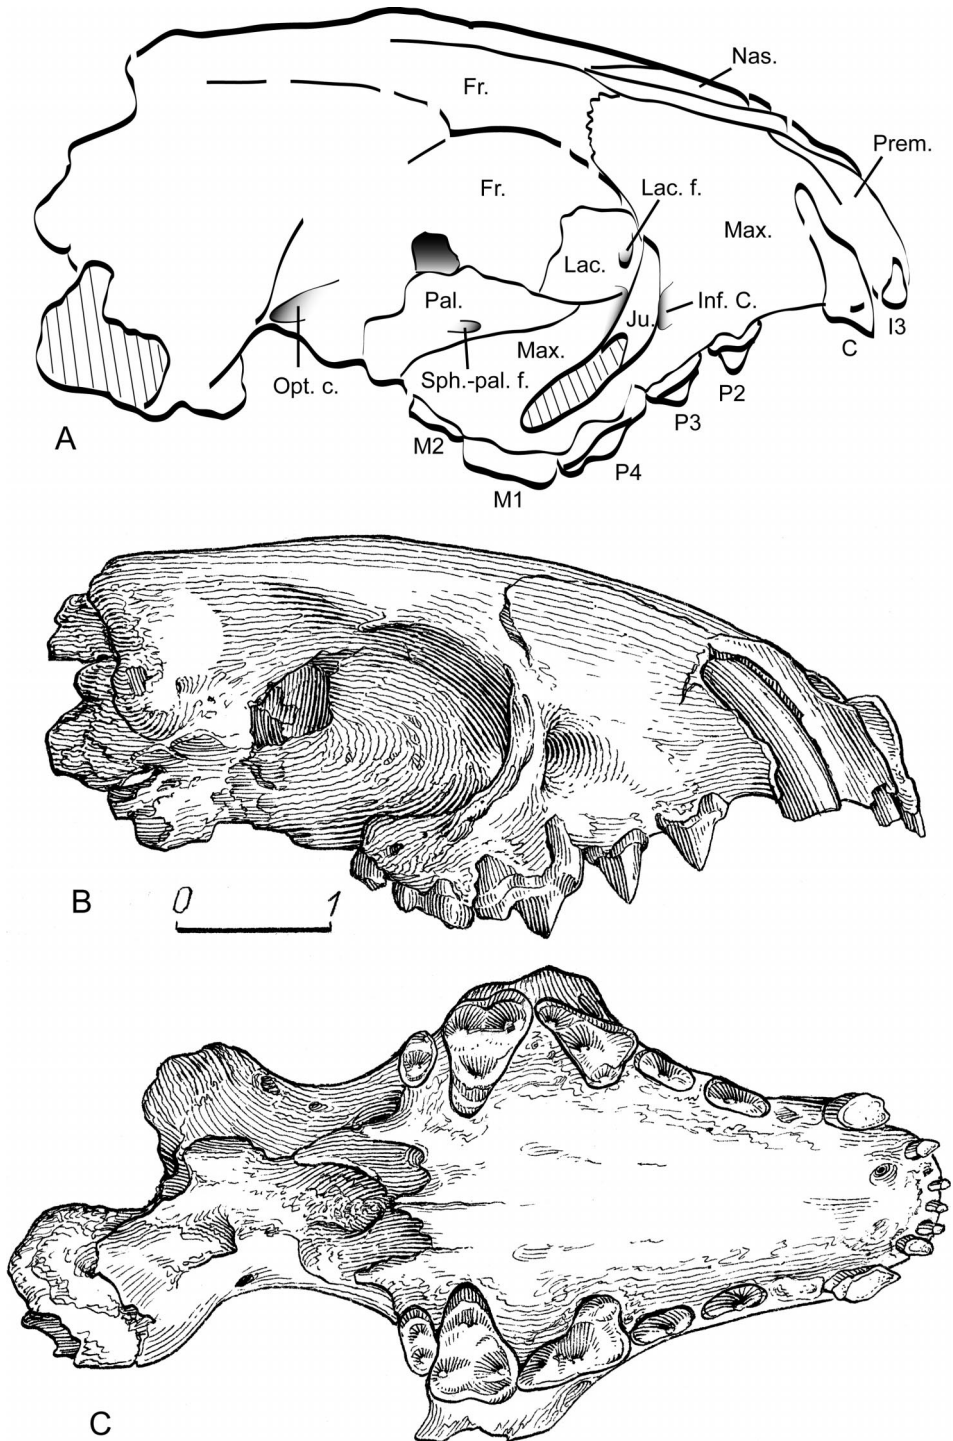 Nas.
Fr.
Prem.
Fr.
Lac. f.
Max.
Lac.
Pal.
Inf. C.
Ju.
Max.
I3
C
Opt. c.
Sph.-pal. f.
P2
P3
A
M2
P4
M1
B
0 1
C